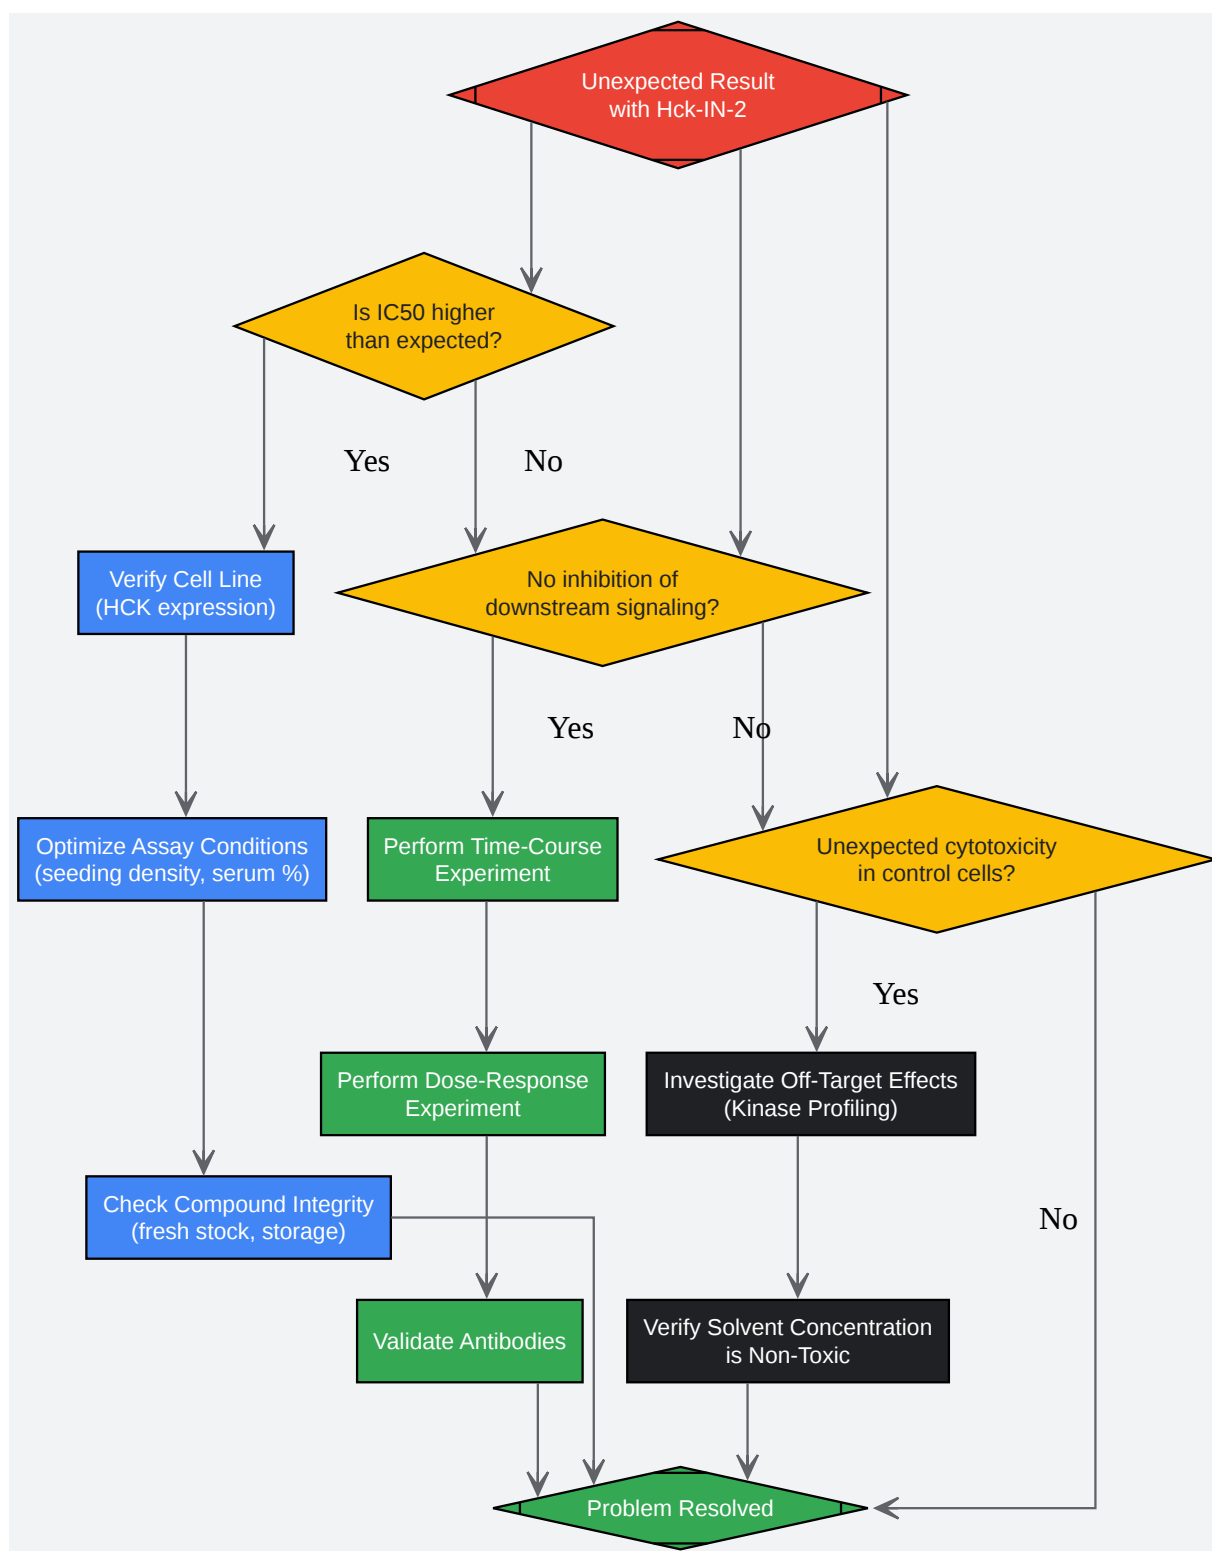 Unexpected Result
with Hck-IN-2
Is IC50 higher
than expected?
Yes
No
Verify Cell Line
(HCK expression)
No inhibition of
downstream signaling?
Yes
No
Optimize Assay Conditions
(seeding density, serum %)
Perform Time-Course
Experiment
Unexpected cytotoxicity
in control cells?
Yes
Perform Dose-Response
Experiment
Investigate Off-Target Effects
(Kinase Profiling)
Check Compound Integrity
(fresh stock, storage)
No
Validate Antibodies
Verify Solvent Concentration
is Non-Toxic
Problem Resolved